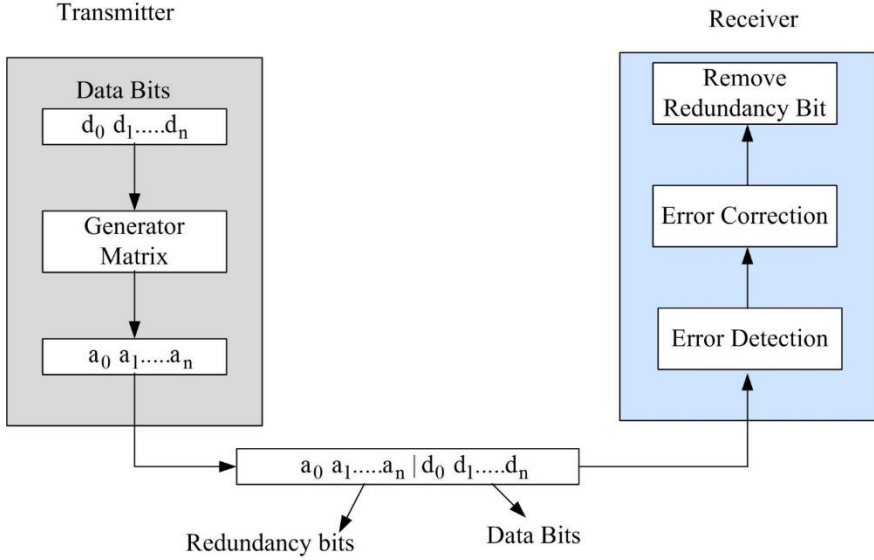 Transmitter
Data Bits
d₀ d₁.....dₙ
Generator
Matrix
a₀ a₁.....aₙ
a₀ a₁.....aₙ | d₀ d₁.....dₙ
Redundancy bits
Data Bits
Receiver
Remove
Redundancy Bit
Error Correction
Error Detection